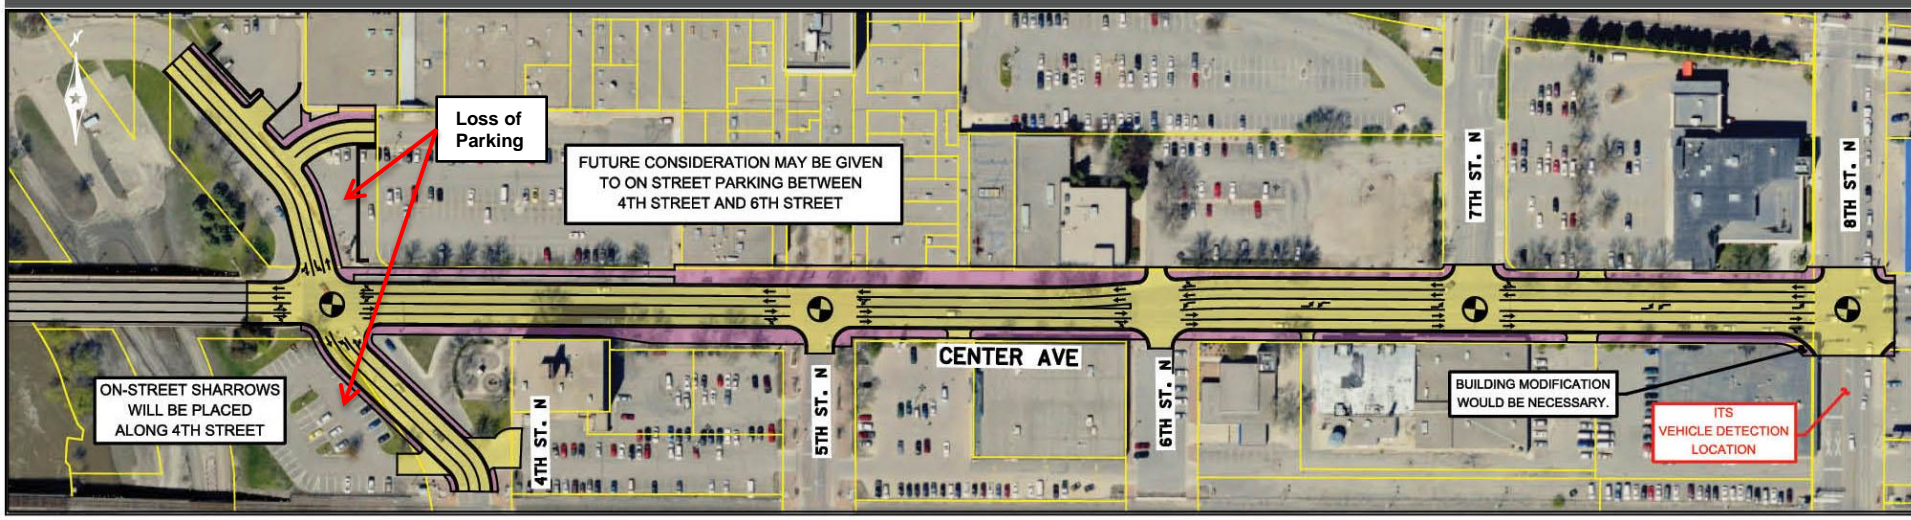 N
Loss of
Parking
FUTURE CONSIDERATION MAY BE GIVEN
TO ON STREET PARKING BETWEEN
4TH STREET AND 6TH STREET
7TH ST. N
8TH ST. N
ON-STREET SHARROWS
WILL BE PLACED
ALONG 4TH STREET
4TH ST. N
5TH ST. N
CENTER AVE
6TH ST. N
BUILDING MODIFICATION
WOULD BE NECESSARY.
ITS
VEHICLE DETECTION
LOCATION